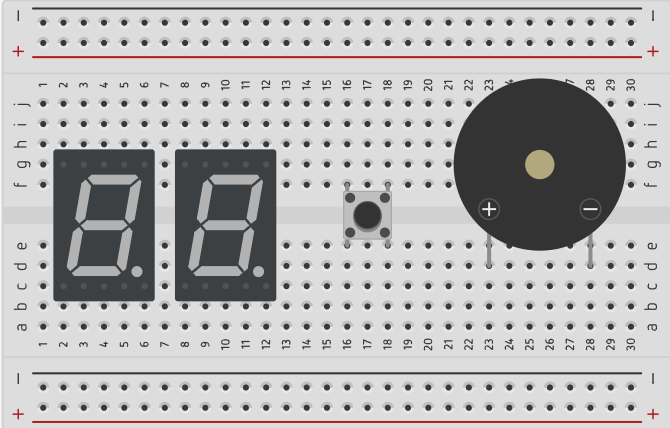 − −
+ +
1 2 3 4 5 6 7 8 9 10 11 12 13 14 15 16 17 18 19 20 21 22 23 27 28 29 30
j j
i i
h h
g g
f f
+ −
e e
d d
c c
b b
a a
1 2 3 4 5 6 7 8 9 10 11 12 13 14 15 16 17 18 19 20 21 22 23 24 25 26 27 28 29 30
− −
+ +